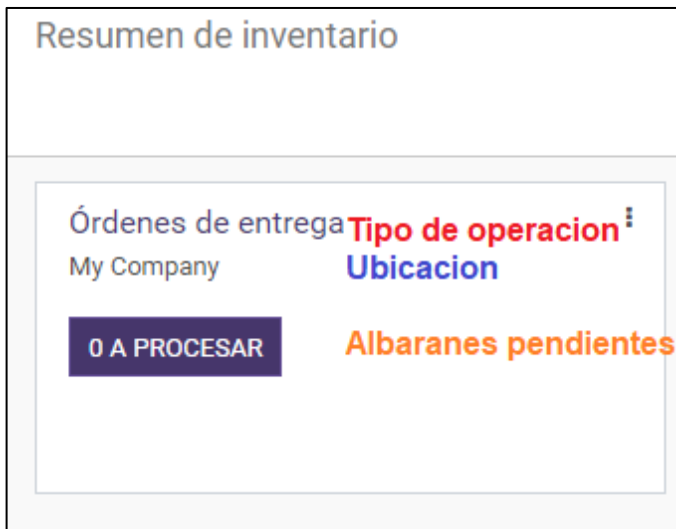 Resumen de inventario
Órdenes de entrega Tipo de operacion
My Company Ubicacion
0 A PROCESAR Albaranes pendientes